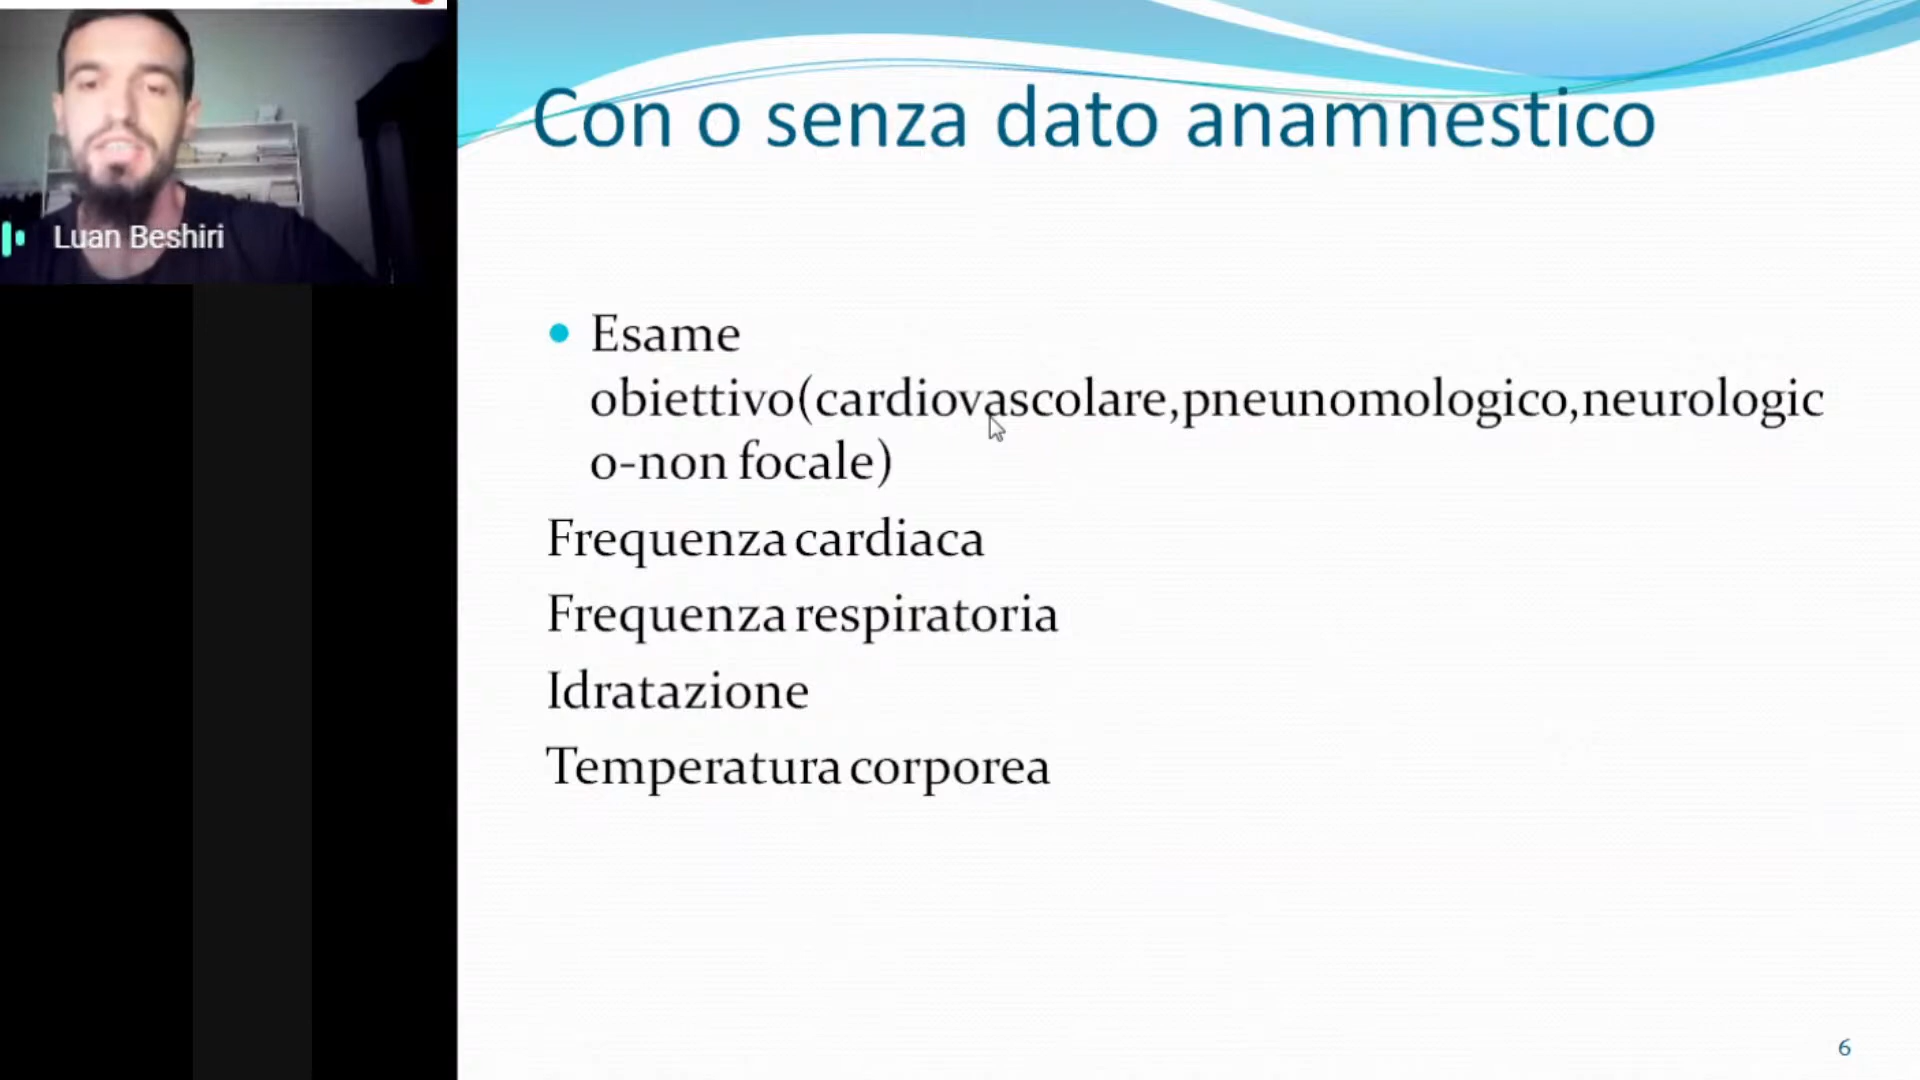 Luan Beshiri
Con o senza dato anamnestico
Esame
obiettivo(cardiovascolare,pneunomologico,neurologic
o-non focale)
Frequenza cardiaca
Frequenza respiratoria
Idratazione
Temperatura corporea
6